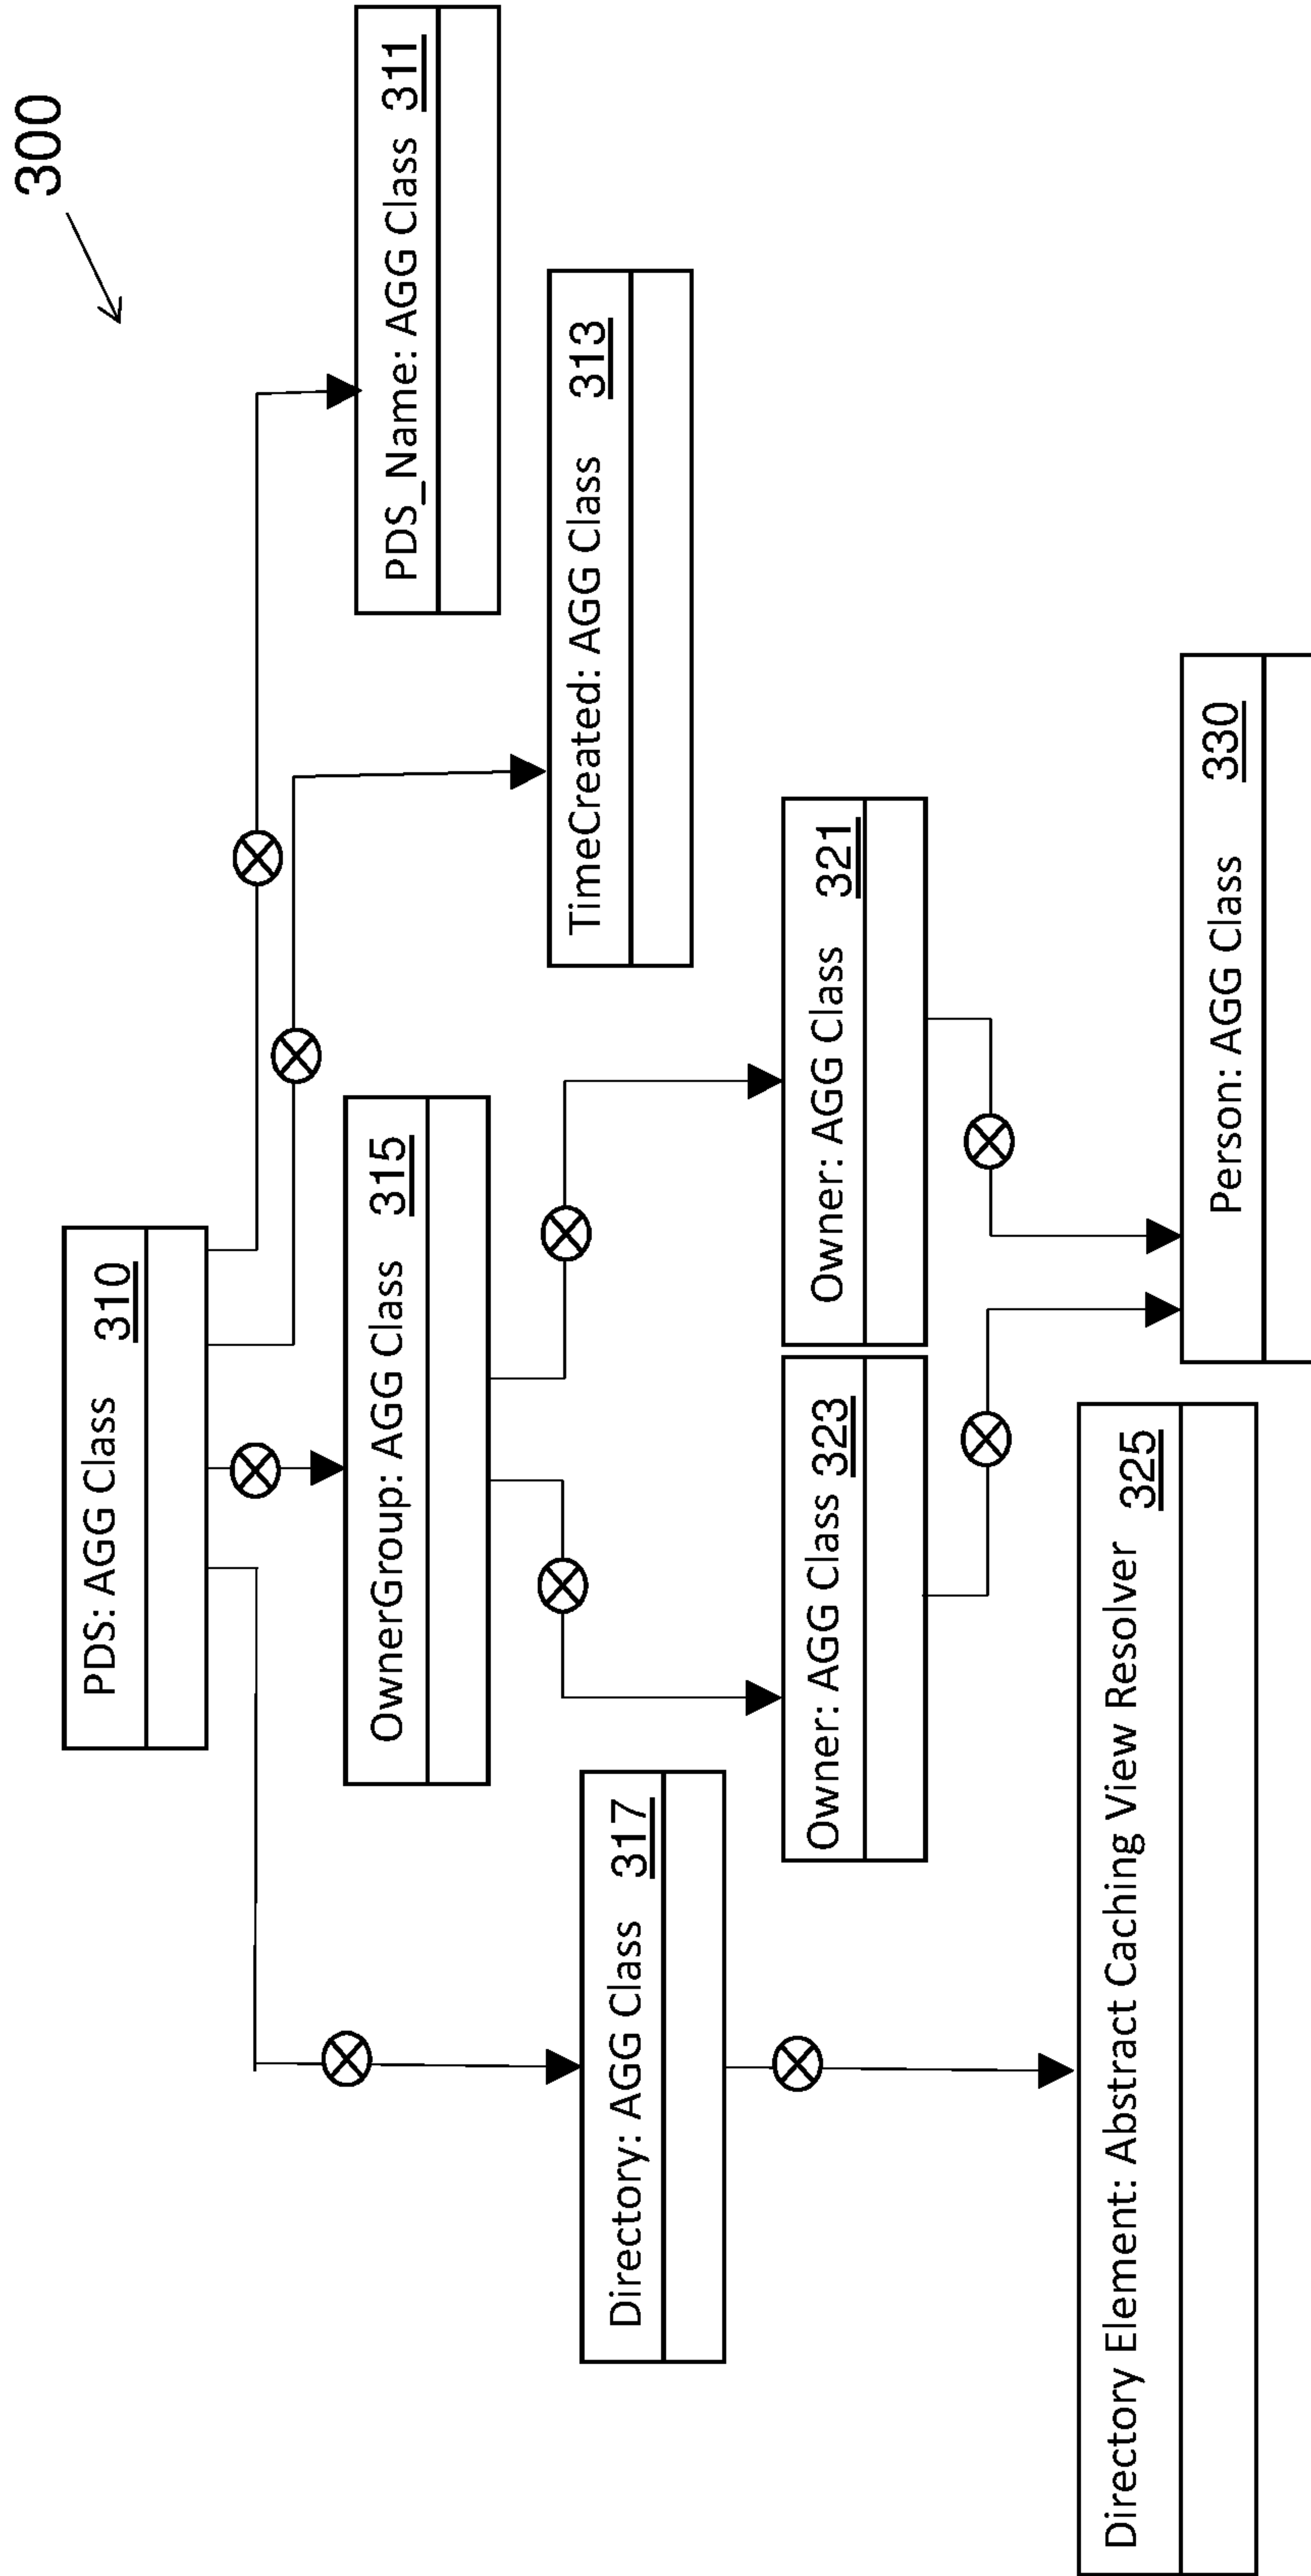 300
PDS: AGG Class 310
PDS_Name: AGG Class 311
OwnerGroup: AGG Class 315
TimeCreated: AGG Class 313
Directory: AGG Class 317
Owner: AGG Class 323
Owner: AGG Class 321
Directory Element: Abstract Caching View Resolver 325
Person: AGG Class 330